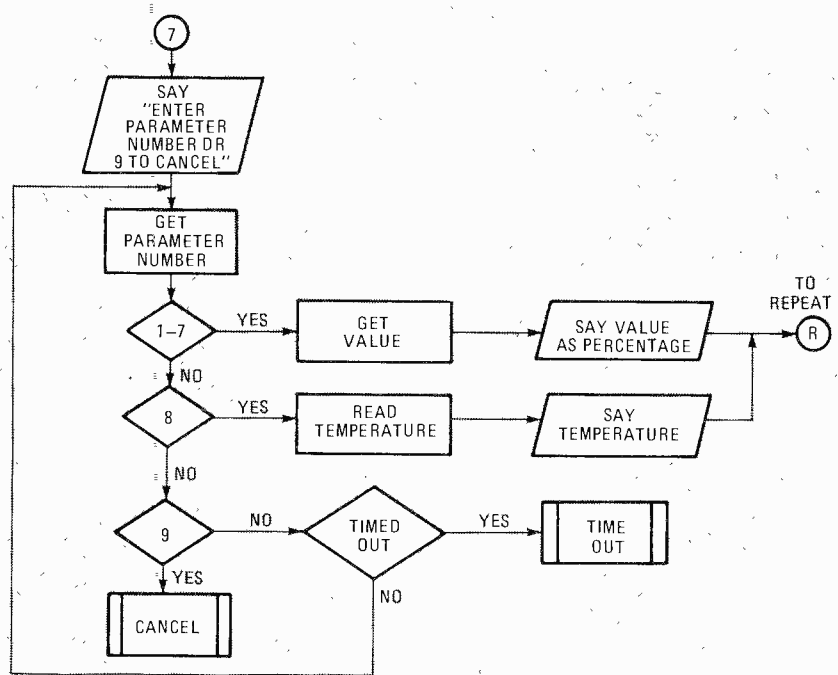 7
SAY
"ENTER
PARAMETER
NUMBER DR
9 TO CANCEL"
GET
PARAMETER
NUMBER
1–7
YES
GET
VALUE
SAY VALUE
AS PERCENTAGE
TO
REPEAT
R
NO
8
YES
READ
TEMPERATURE
SAY
TEMPERATURE
NO
9
NO
TIMED
OUT
YES
TIME
OUT
YES
NO
CANCEL